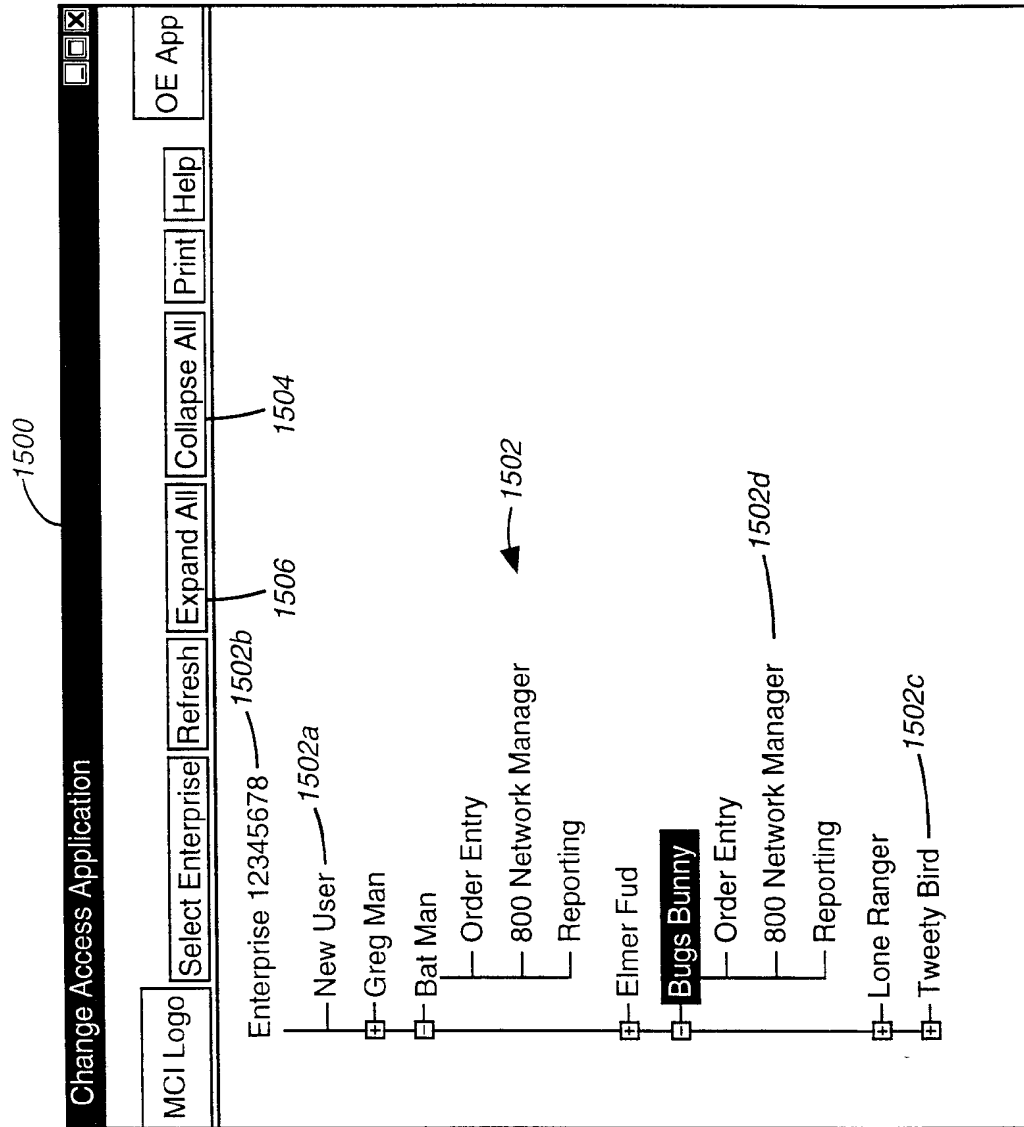 1500
Change Access Application
MCI Logo Select Enterprise Refresh Expand All Collapse All Print Help OE App
1506 1504
Enterprise 12345678 1502b
New User 1502a
Greg Man
Bat Man
Order Entry
800 Network Manager 1502
Reporting
Elmer Fud
Bugs Bunny
Order Entry
800 Network Manager 1502d
Reporting
Lone Ranger
Tweety Bird 1502c